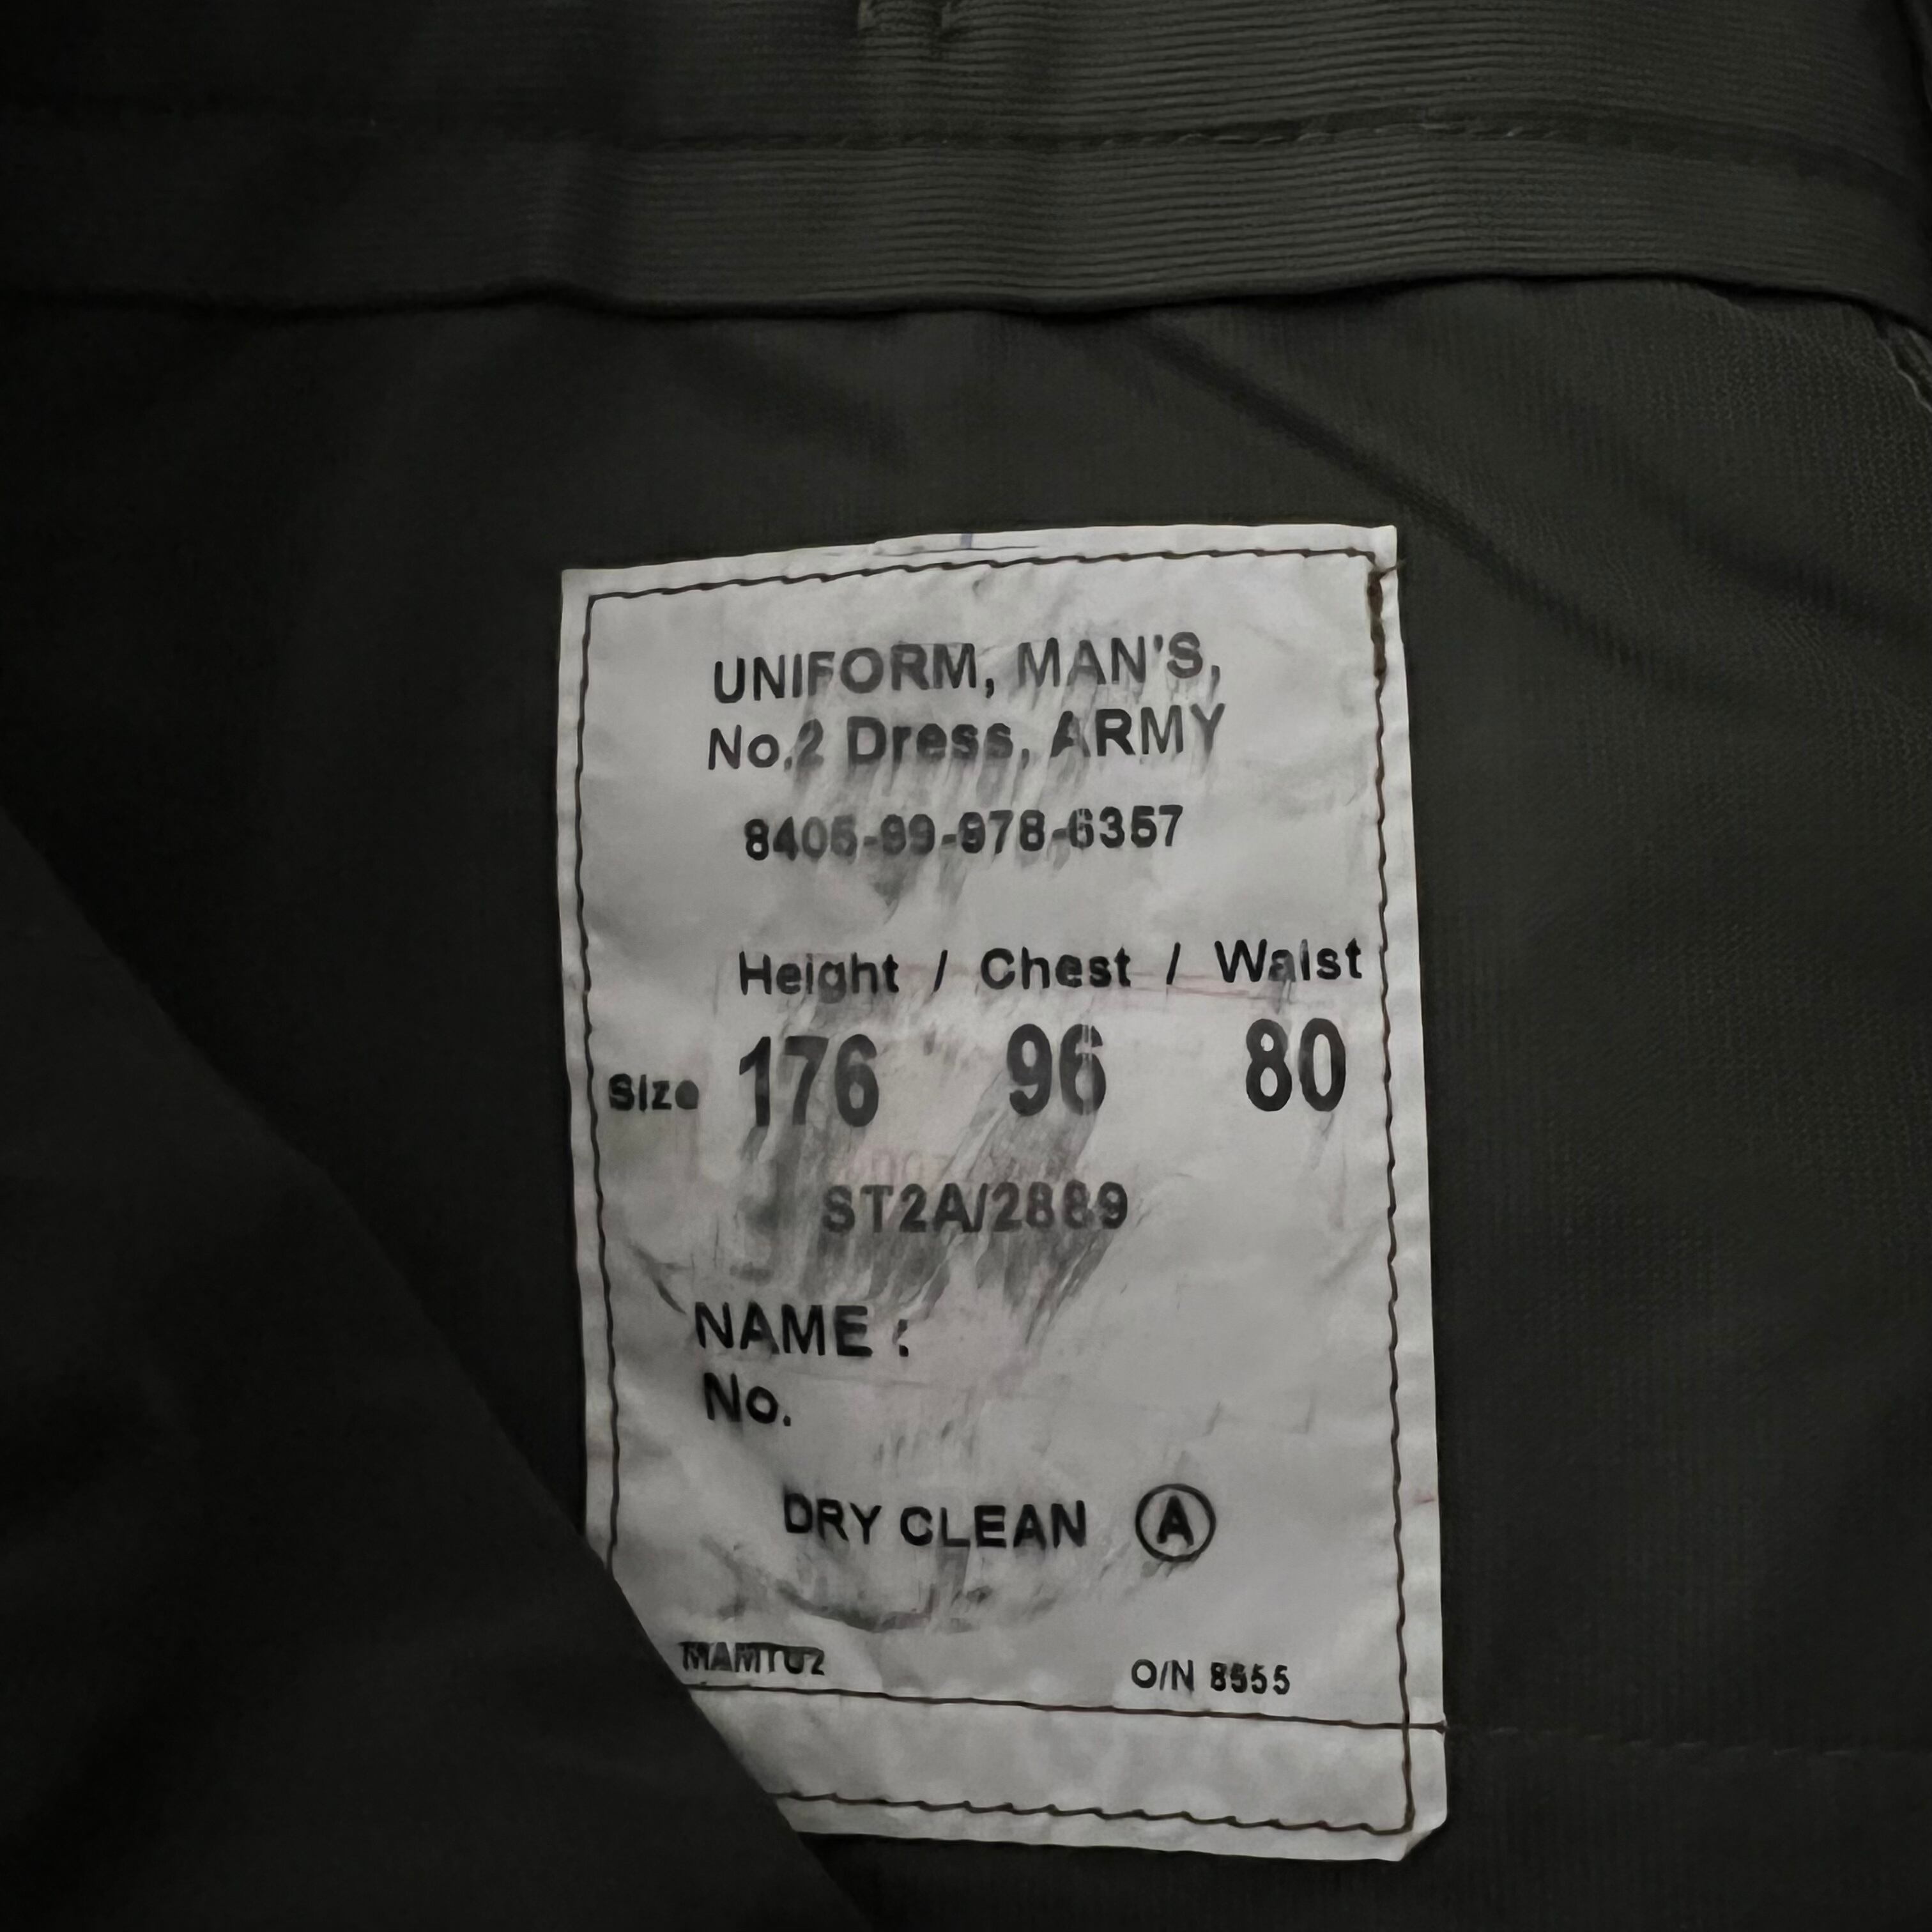 UNIFORM, MAN'S,
No.2 Dress, ARMY
8405-99-978-6357
Height / Chest / Waist
Size 176 96 80
ST2A/2889
NAME :
No.
DRY CLEAN A
O/N 8555